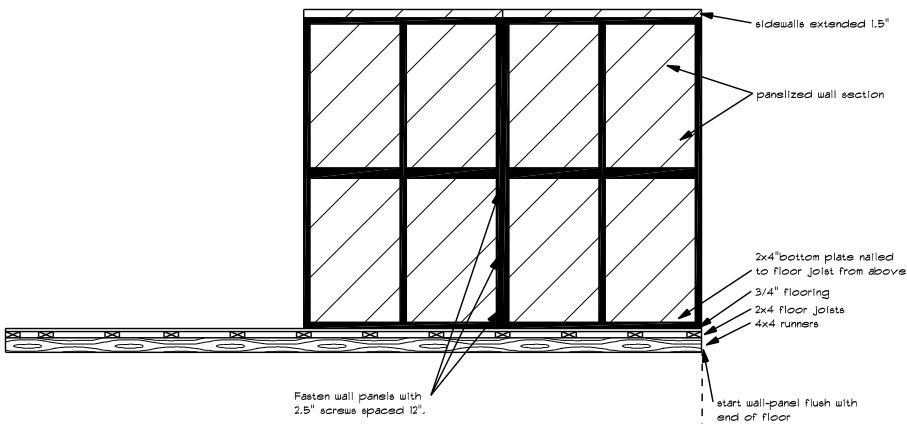 sidewalls extended 1.5"
panelized wall section
2x4"bottom plate nailed
to floor joist from above
3/4" flooring
2x4 floor joists
4x4 runners
Fasten wall panels with
2.5" screws spaced 12".
start wall-panel flush with
end of floor